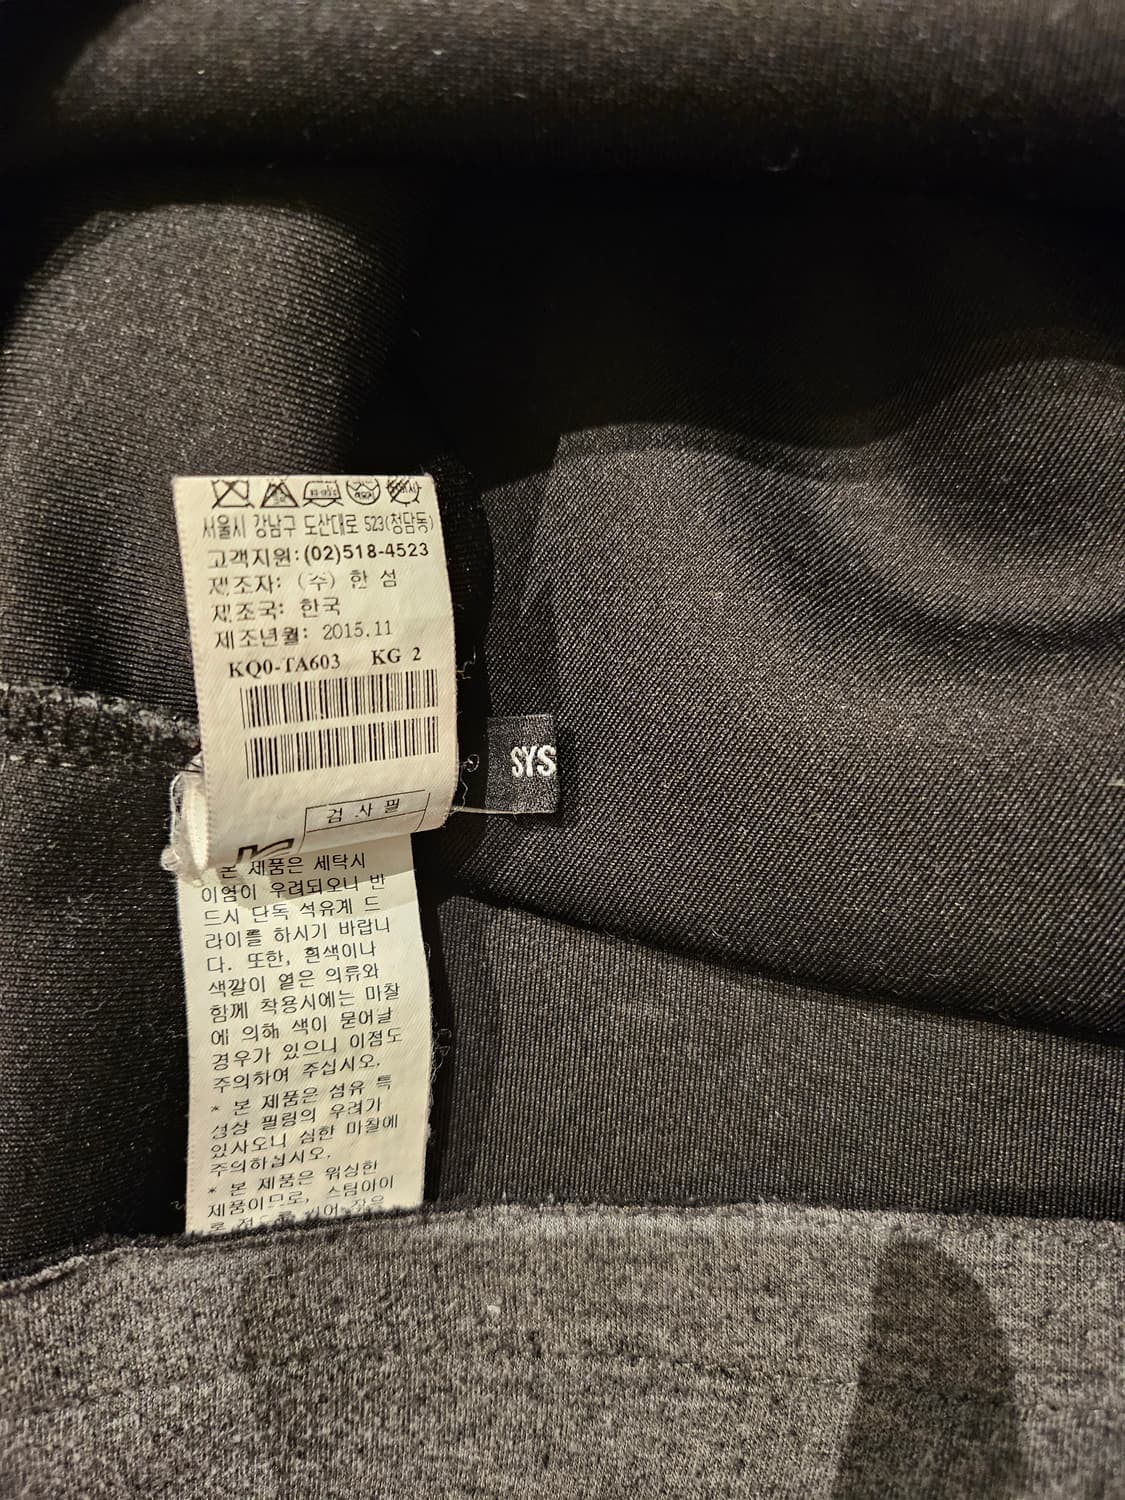 서울시 강남구 도산대로 523(청담동)
고객지원:(02)518-4523
제조자: (주) 한 섬
제조국: 한국
제조년월: 2015.11
KQ0-TA603 KG 2
SYS
검 사 필
본 제품은 세탁시
이염이 우려되오니 반
드시 단독 석유계 드
라이를 하시기 바랍니
다. 또한, 흰색이나
색깔이 옅은 의류와
함께 착용시에는 마찰
에 의해 색이 묻어날
경우가 있으니 이점도
주의하여 주십시오.
* 본 제품은 섬유 특
성상 필링의 우려가
있사오니 심한 마찰에
주의하십시오.
* 본 제품은 워싱한
제품이므로, 스팀아이
로